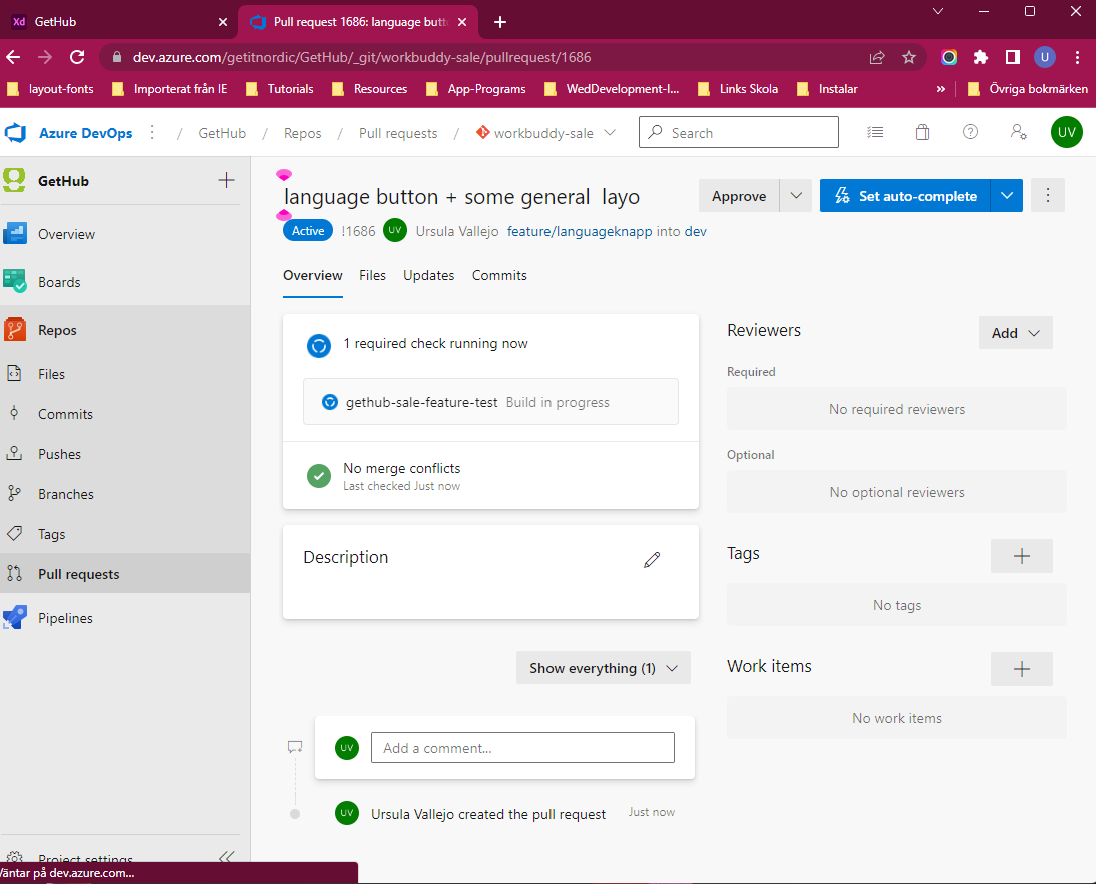 Xd GetHub
Pull request 1686: language butt
dev.azure.com/getitnordic/GetHub/_git/workbuddy-sale/pullrequest/1686
U
layout-fonts Importerat från IE Tutorials Resources App-Programs WedDevelopment-I... Links Skola Instalar » Övriga bokmärken
Azure DevOps / GetHub / Repos / Pull requests / workbuddy-sale Search UV
GetHub
Overview
Boards
Repos
Files
Commits
Pushes
Branches
Tags
Pull requests
Pipelines
Project settings
Väntar på dev.azure.com...
language button + some general layo
Approve
Set auto-complete
Active !1686 UV Ursula Vallejo feature/languageknapp into dev
Overview Files Updates Commits
1 required check running now
gethub-sale-feature-test Build in progress
No merge conflicts
Last checked Just now
Description
Show everything (1)
UV Add a comment...
UV Ursula Vallejo created the pull request Just now
Reviewers Add
Required
No required reviewers
Optional
No optional reviewers
Tags
No tags
Work items
No work items